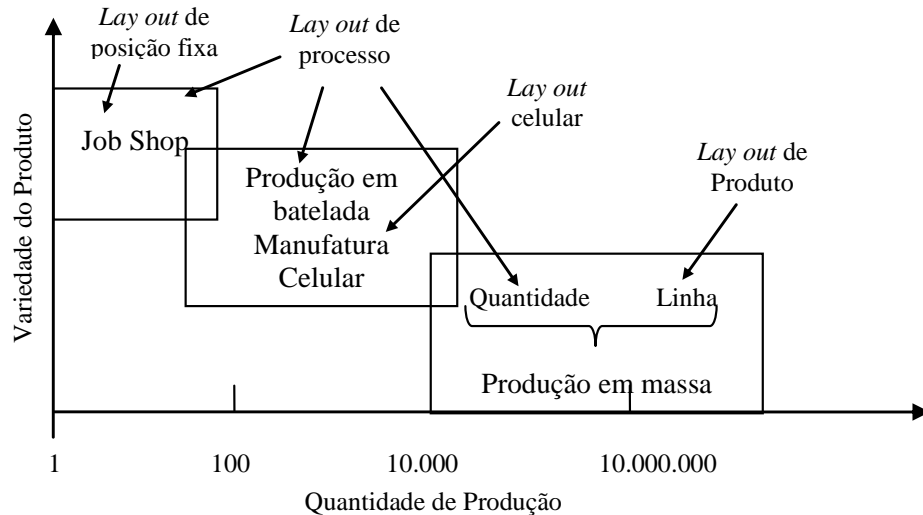 Lay out de
posição fixa
Lay out de
processo
Lay out
celular
Lay out de
Produto
Variedade do Produto
Job Shop
Produção em
batelada
Manufatura
Celular
Quantidade
Linha
Produção em massa
1
100
10.000
10.000.000
Quantidade de Produção